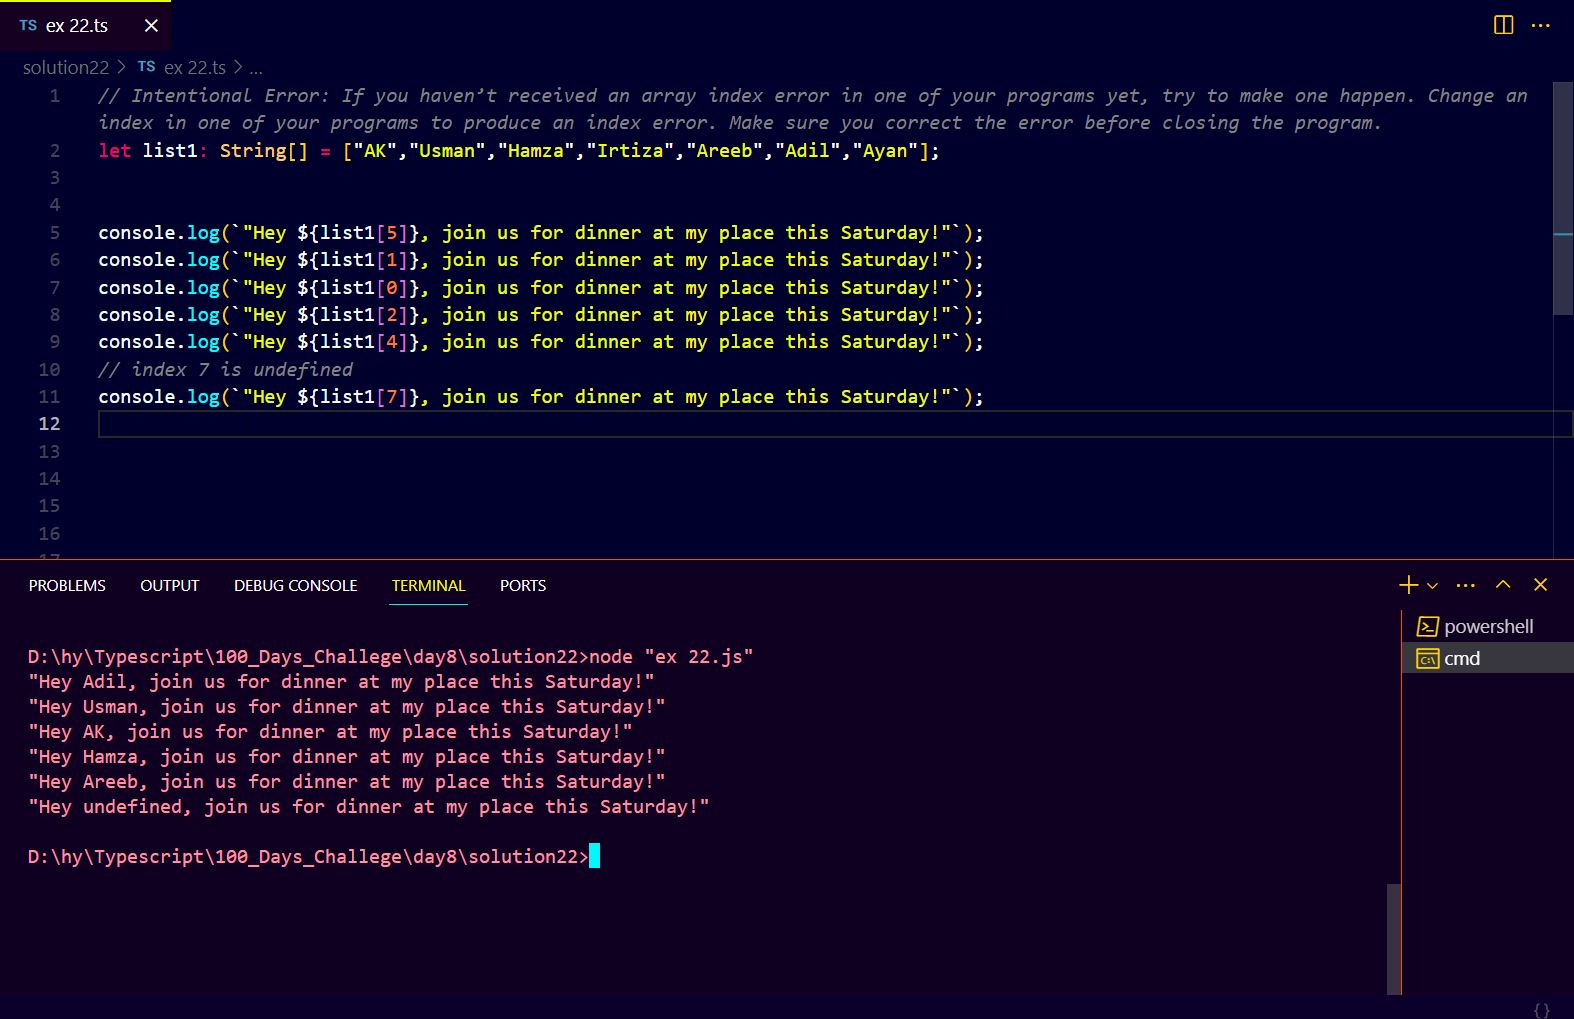 TS ex 22.ts
solution22 > TS ex 22.ts > ...
1 // Intentional Error: If you haven’t received an array index error in one of your programs yet, try to make one happen. Change an
index in one of your programs to produce an index error. Make sure you correct the error before closing the program.
2 let list1: String[] = ["AK","Usman","Hamza","Irtiza","Areeb","Adil","Ayan"];
3
4
5 console.log(`"Hey ${list1[5]}, join us for dinner at my place this Saturday!"`);
6 console.log(`"Hey ${list1[1]}, join us for dinner at my place this Saturday!"`);
7 console.log(`"Hey ${list1[0]}, join us for dinner at my place this Saturday!"`);
8 console.log(`"Hey ${list1[2]}, join us for dinner at my place this Saturday!"`);
9 console.log(`"Hey ${list1[4]}, join us for dinner at my place this Saturday!"`);
10 // index 7 is undefined
11 console.log(`"Hey ${list1[7]}, join us for dinner at my place this Saturday!"`);
12
13
14
15
16
17
PROBLEMS OUTPUT DEBUG CONSOLE TERMINAL PORTS
powershell
cmd
D:\hy\Typescript\100_Days_Challege\day8\solution22>node "ex 22.js"
"Hey Adil, join us for dinner at my place this Saturday!"
"Hey Usman, join us for dinner at my place this Saturday!"
"Hey AK, join us for dinner at my place this Saturday!"
"Hey Hamza, join us for dinner at my place this Saturday!"
"Hey Areeb, join us for dinner at my place this Saturday!"
"Hey undefined, join us for dinner at my place this Saturday!"
D:\hy\Typescript\100_Days_Challege\day8\solution22>
{}